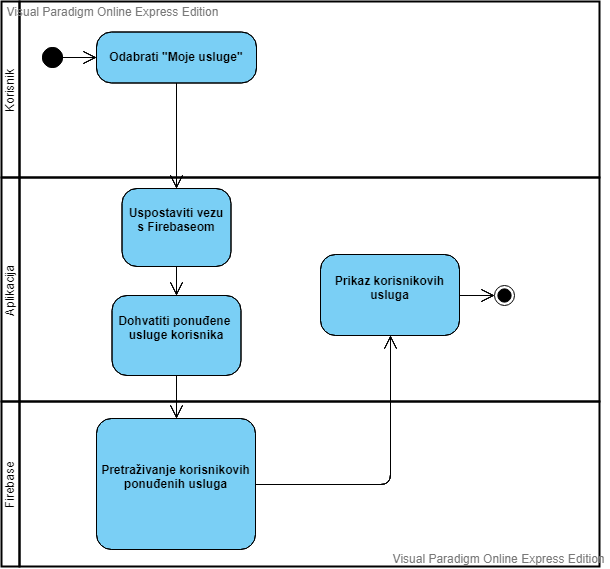 Visual Paradigm Online Express Edition
Korisnik
Odabrati "Moje usluge"
Aplikacija
Uspostaviti vezu
s Firebaseom
Dohvatiti ponuđene
usluge korisnika
Prikaz korisnikovih
usluga
Firebase
Pretraživanje korisnikovih
ponuđenih usluga
Visual Paradigm Online Express Edition